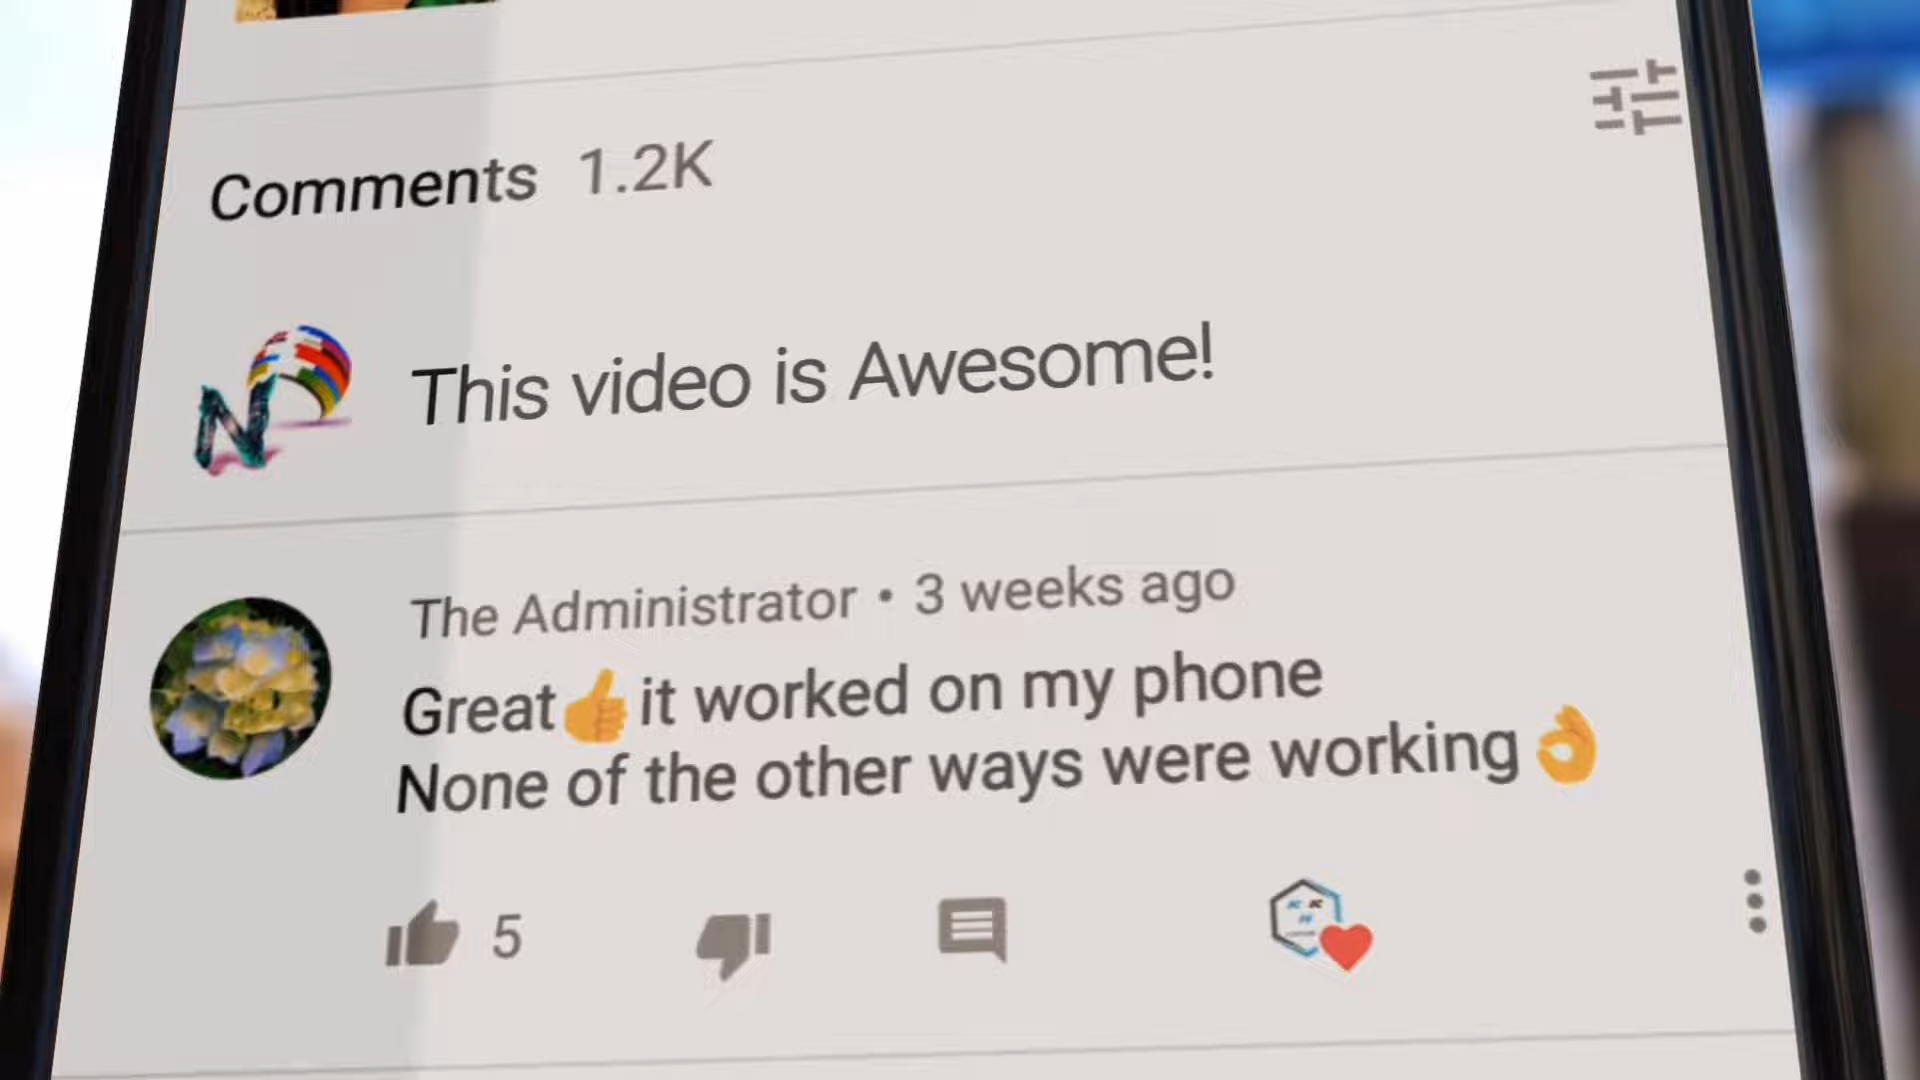 Comments 1.2K
This video is Awesome!
The Administrator • 3 weeks ago
Great👍it worked on my phone
None of the other ways were working👌
5